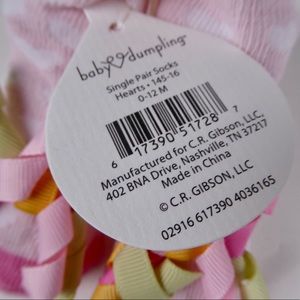 baby dumpling
Single Pair Socks
Hearts • 145-16
0-12 M
6 17390 51728 7
Manufactured for C.R. Gibson, LLC.
402 BNA Drive, Nashville, TN 37217
Made in China
© C.R. GIBSON, LLC
02916 617390 4036165